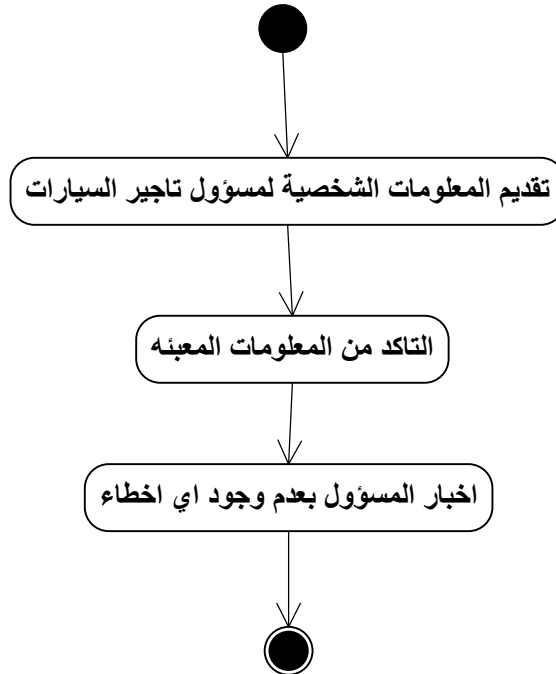 تقديم المعلومات الشخصية لمسؤول تاجير السيارات
التاكد من المعلومات المعبئه
اخبار المسؤول بعدم وجود اي اخطاء